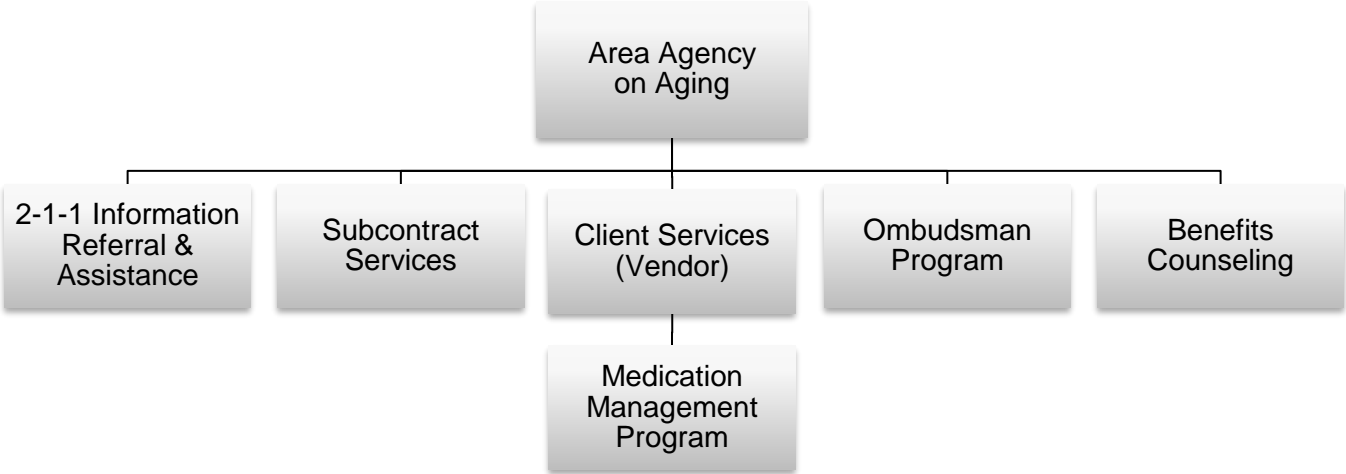 Area Agency
on Aging
2-1-1 Information
Referral &
Assistance
Subcontract
Services
Client Services
(Vendor)
Ombudsman
Program
Benefits
Counseling
Medication
Management
Program